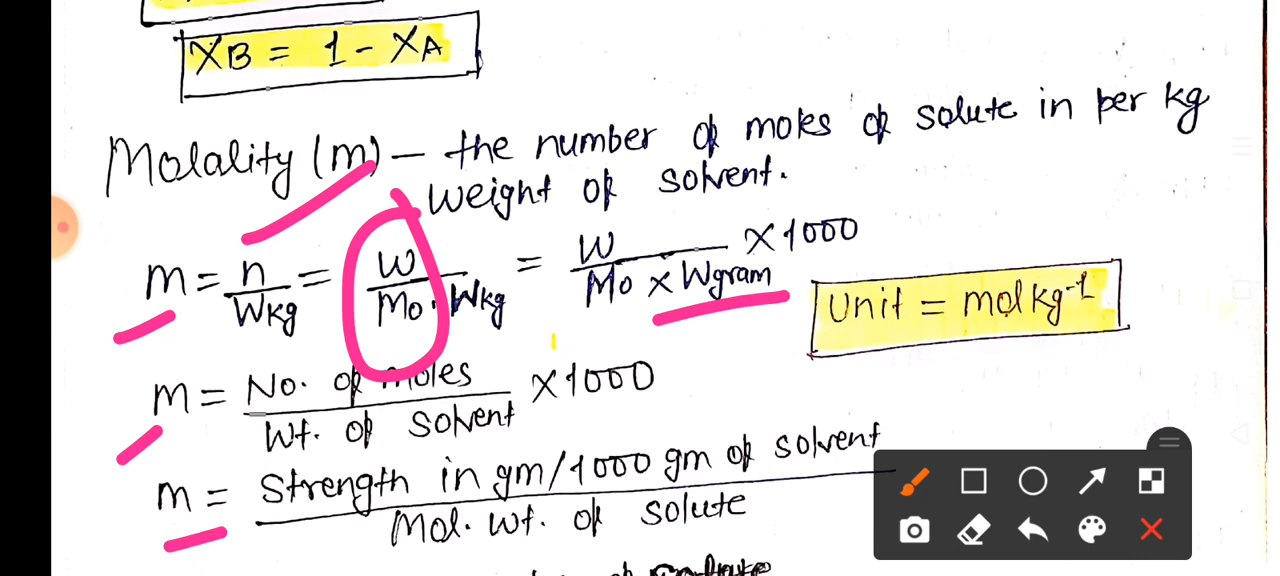 XB = 1 - XA
Molality (m) – the number of moles of solute in per kg
weight of solvent.
m = n/WKg = W/Mo. Wkg = W/Mo x Wgram X 1000
Unit = mol kg⁻¹
m = No. of moles/Wt. of solvent X 1000
m = Strength in gm/1000 gm of solvent/Mol. wt. of solute